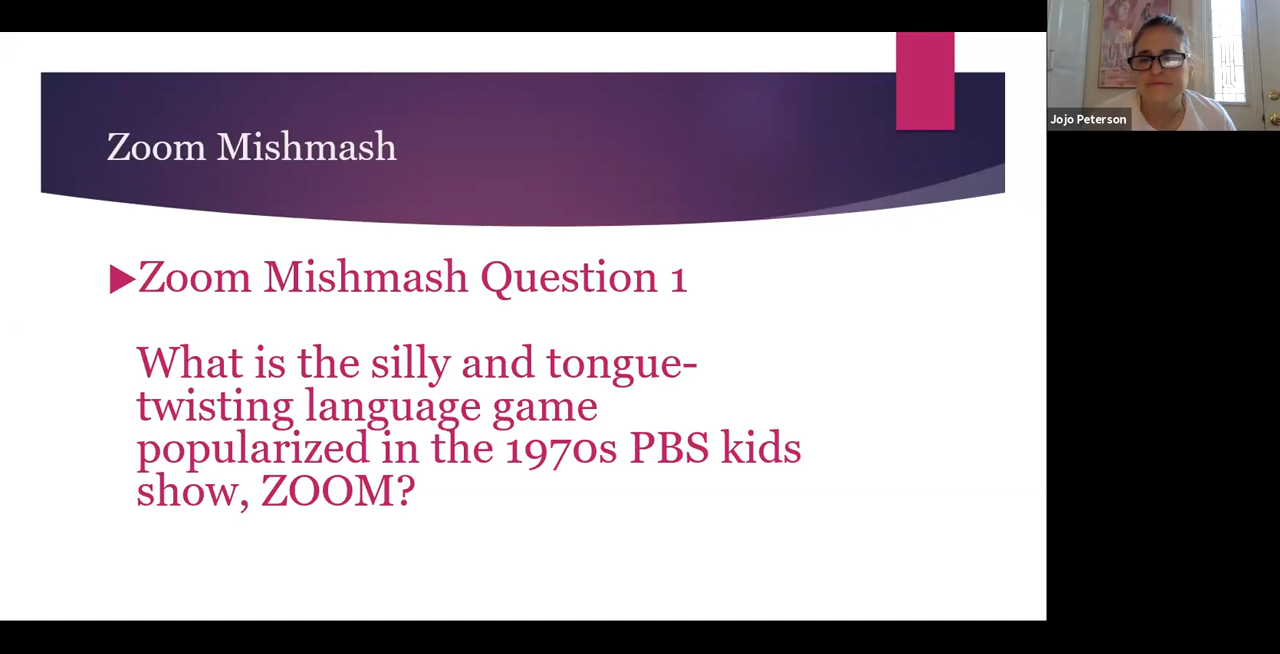 Zoom Mishmash
Jojo Peterson
Zoom Mishmash Question 1
What is the silly and tongue-
twisting language game
popularized in the 1970s PBS kids
show, ZOOM?